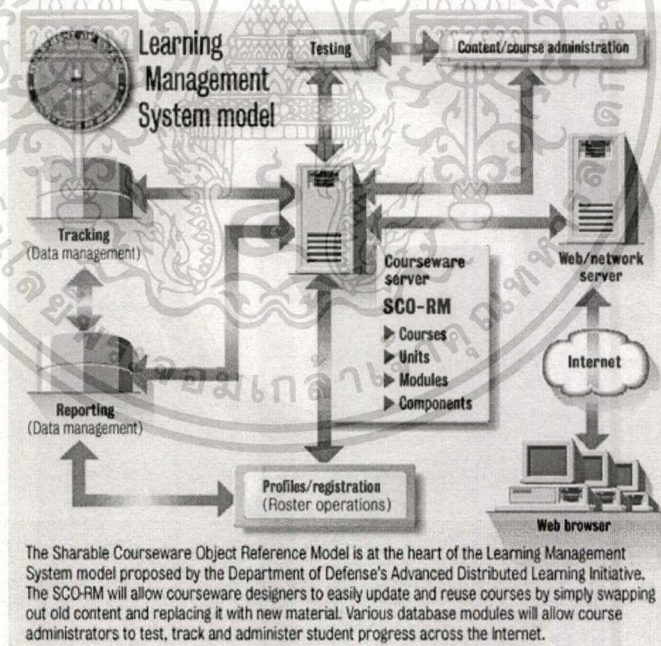 Learning
Management
System model
Testing
Content/course administration
Tracking
(Data management)
Courseware
server
SCO-RM
Courses
Units
Modules
Components
Web/network
server
Internet
Reporting
(Data management)
Profiles/registration
(Roster operations)
Web browser
The Sharable Courseware Object Reference Model is at the heart of the Learning Management
System model proposed by the Department of Defense's Advanced Distributed Learning Initiative.
The SCO-RM will allow courseware designers to easily update and reuse courses by simply swapping
out old content and replacing it with new material. Various database modules will allow course
administrators to test, track and administer student progress across the Internet.